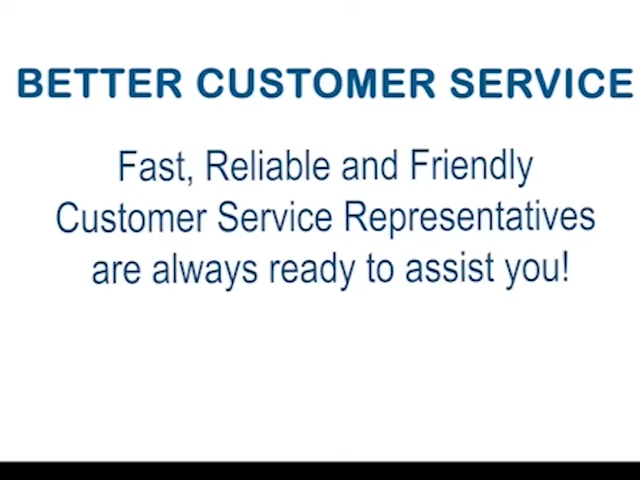 BETTER CUSTOMER SERVICE
Fast, Reliable and Friendly
Customer Service Representatives
are always ready to assist you!